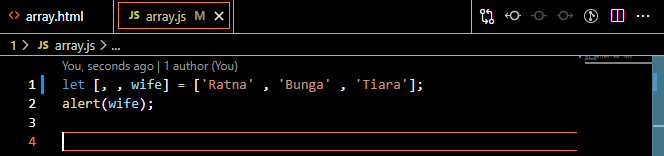 <> array.html
JS array.js M ×
1 > JS array.js > ...
You, seconds ago | 1 author (You)
1 let [, , wife] = ['Ratna' , 'Bunga' , 'Tiara'];
2 alert(wife);
3
4